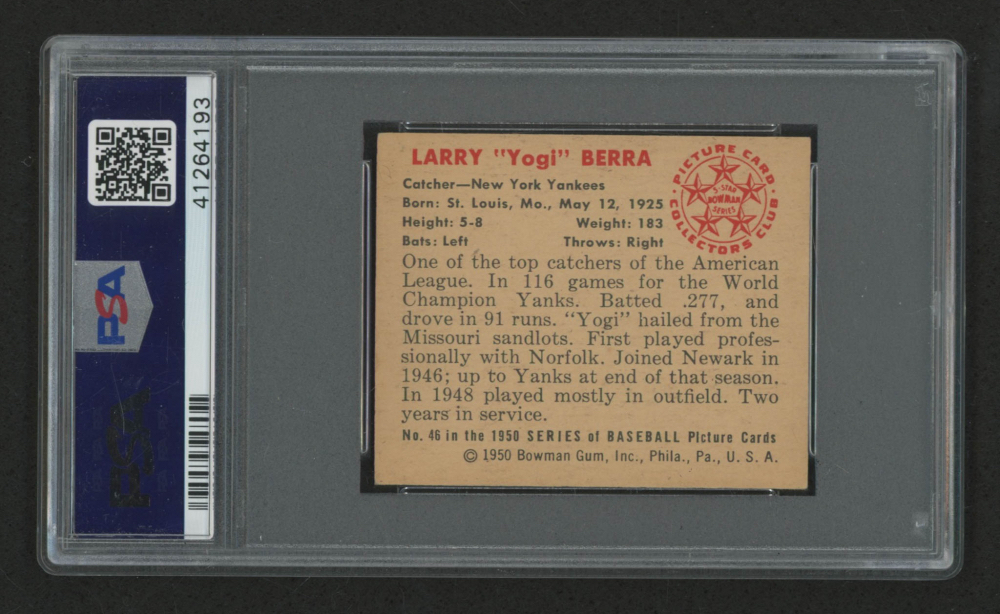 41264193
PSA
PSA
LARRY "Yogi" BERRA
Catcher—New York Yankees
Born: St. Louis, Mo., May 12, 1925
Height: 5-8 Weight: 183
Bats: Left Throws: Right
PICTURE CARD
COLLECTORS CLUB
5-STAR
BOWMAN
SERIES
One of the top catchers of the American
League. In 116 games for the World
Champion Yanks. Batted .277, and
drove in 91 runs. "Yogi" hailed from the
Missouri sandlots. First played profes-
sionally with Norfolk. Joined Newark in
1946; up to Yanks at end of that season.
In 1948 played mostly in outfield. Two
years in service.
No. 46 in the 1950 SERIES of BASEBALL Picture Cards
© 1950 Bowman Gum, Inc., Phila., Pa., U. S. A.